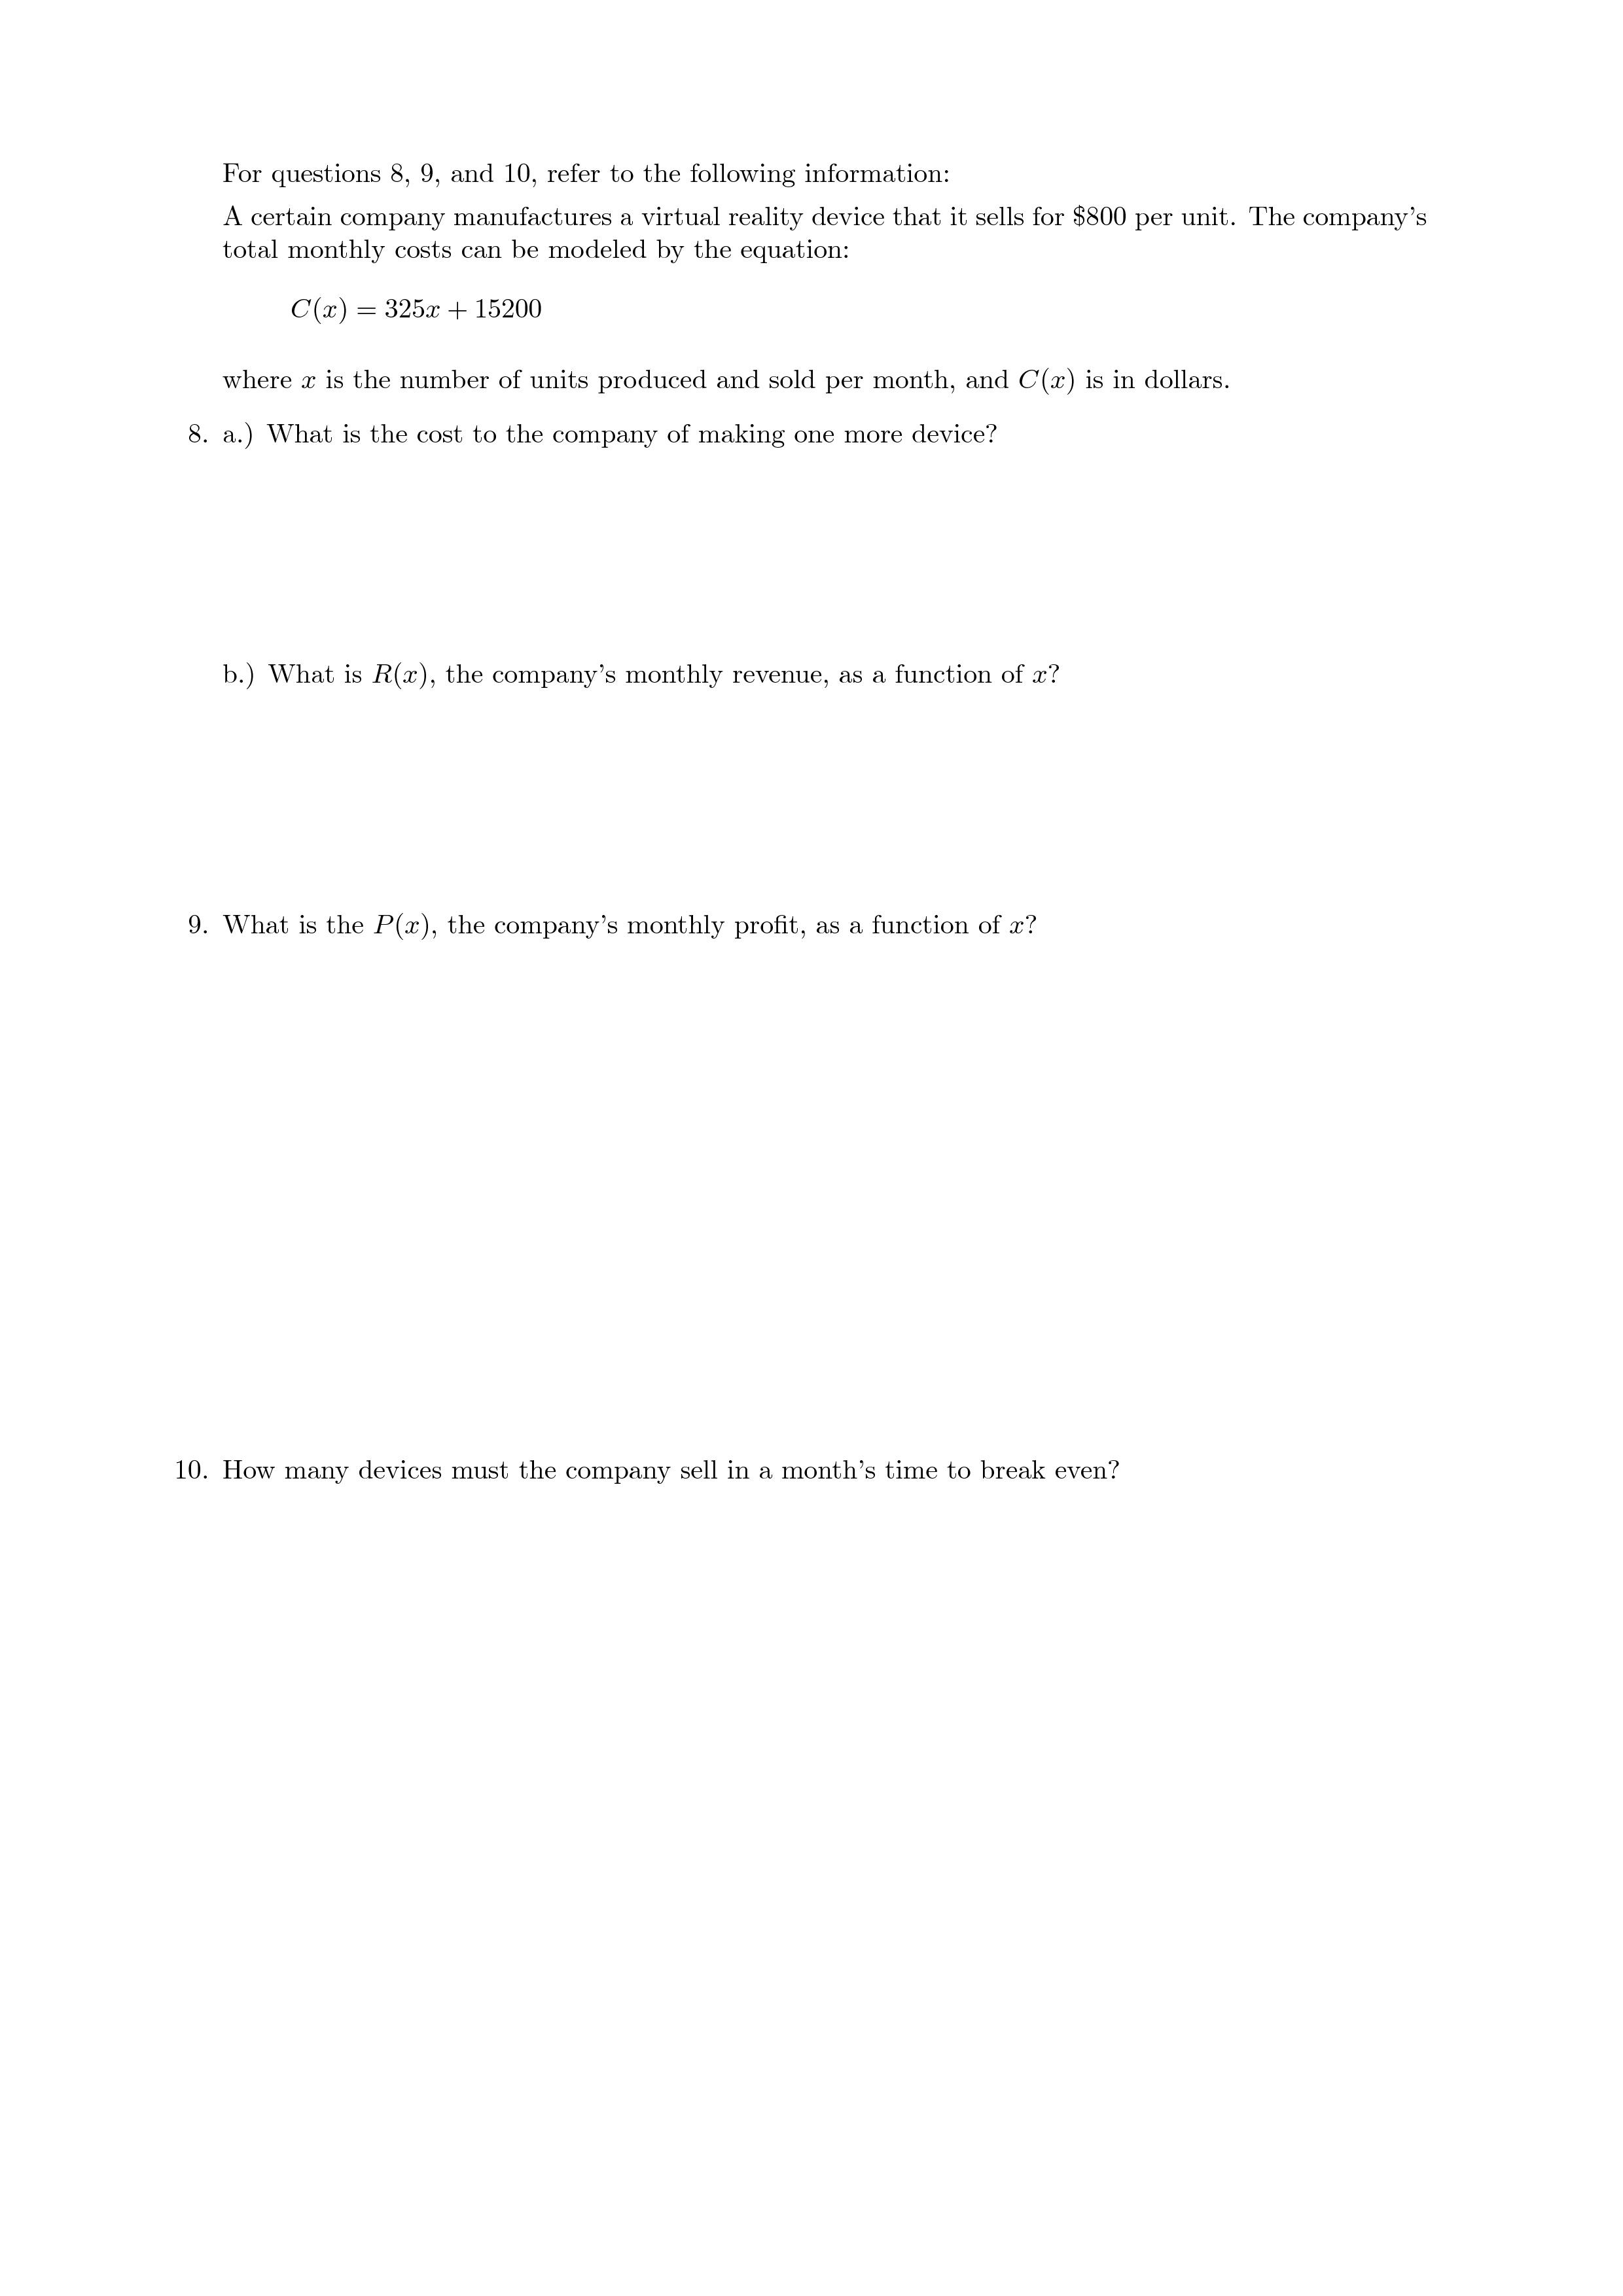 For questions 8, 9, and 10, refer to the following information:
A certain company manufactures a virtual reality device that it sells for $800 per unit. The company's
total monthly costs can be modeled by the equation:
C(x) = 325x + 15200
where x is the number of units produced and sold per month, and C(x) is in dollars.
8. a.) What is the cost to the company of making one more device?
b.) What is R(x), the company's monthly revenue, as a function of x?
9. What is the P(x), the company's monthly profit, as a function of x?
10. How many devices must the company sell in a month's time to break even?